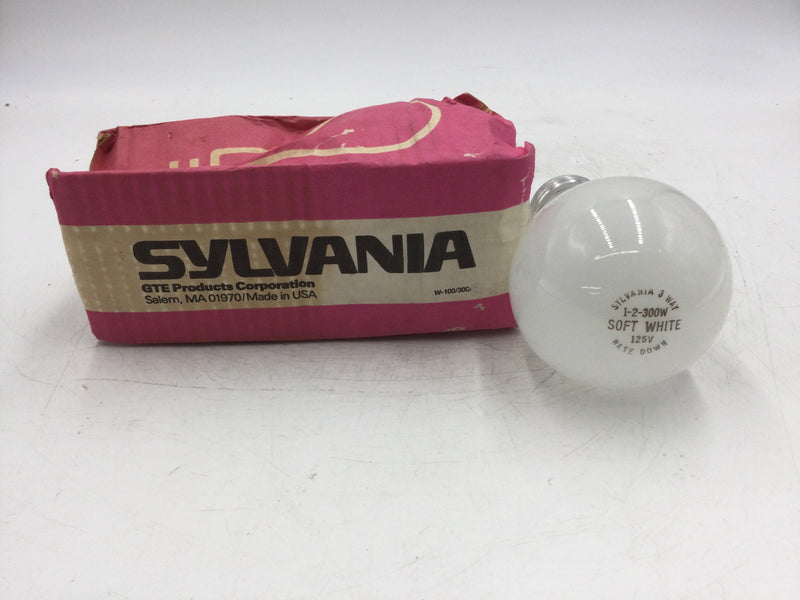 SYLVANIA
GTE Products Corporation
Salem, MA 01970/Made in USA
SYLVANIA 3 WAY
1-2-300W
SOFT WHITE
125V
BASE DOWN